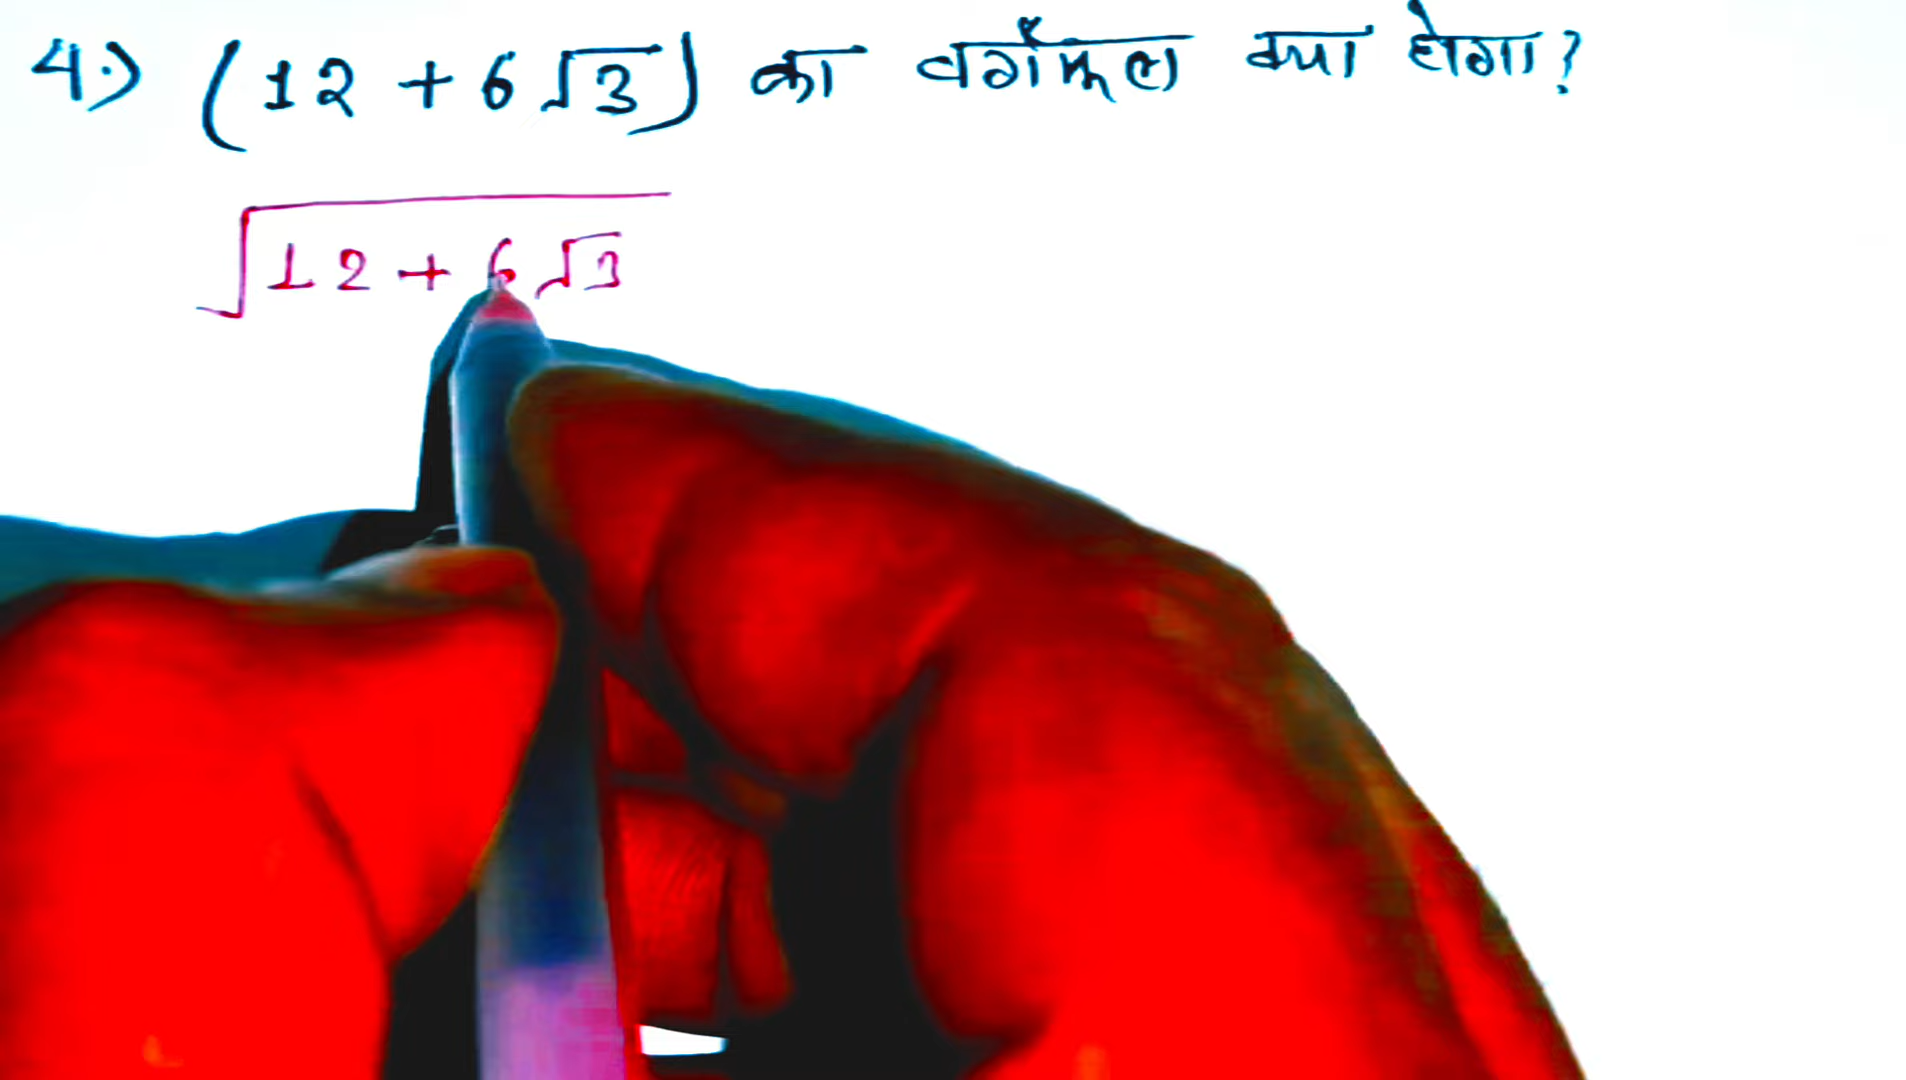 4.) (12 + 6√3) का वर्गमूल क्या होगा?
√12 + 6√3